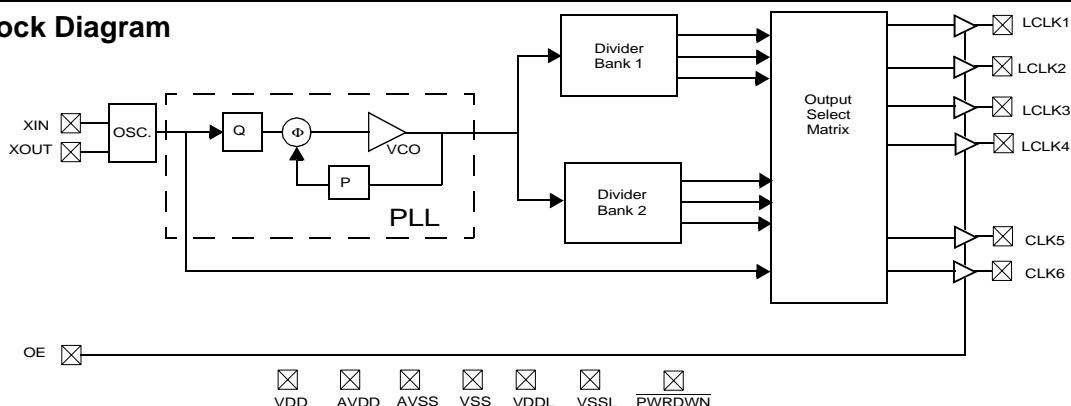 ock Diagram
XIN
XOUT
OSC.
Q
Φ
VCO
P
PLL
Divider
Bank 1
Divider
Bank 2
Output
Select
Matrix
LCLK1
LCLK2
LCLK3
LCLK4
CLK5
CLK6
OE
VDD AVDD AVSS VSS VDDL VSSL PWRDWN